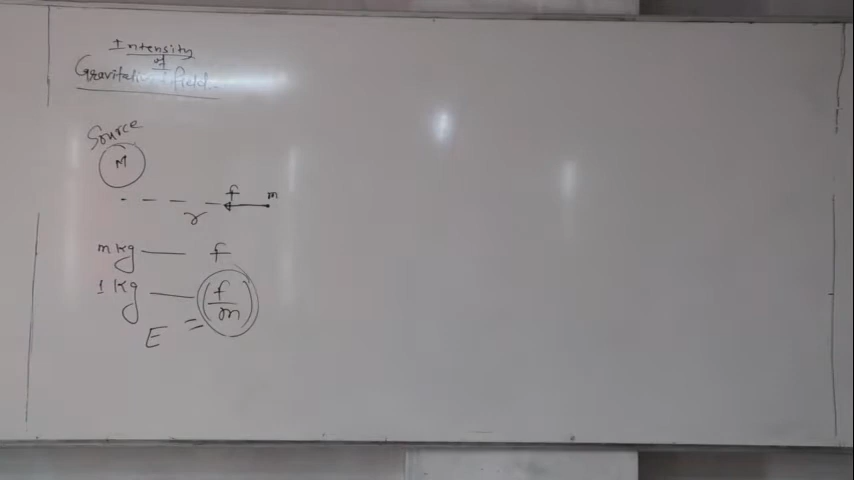 Intensity
of
Gravitational field
Source
M
f m
r
m kg — f
1 kg — (f/m)
E =